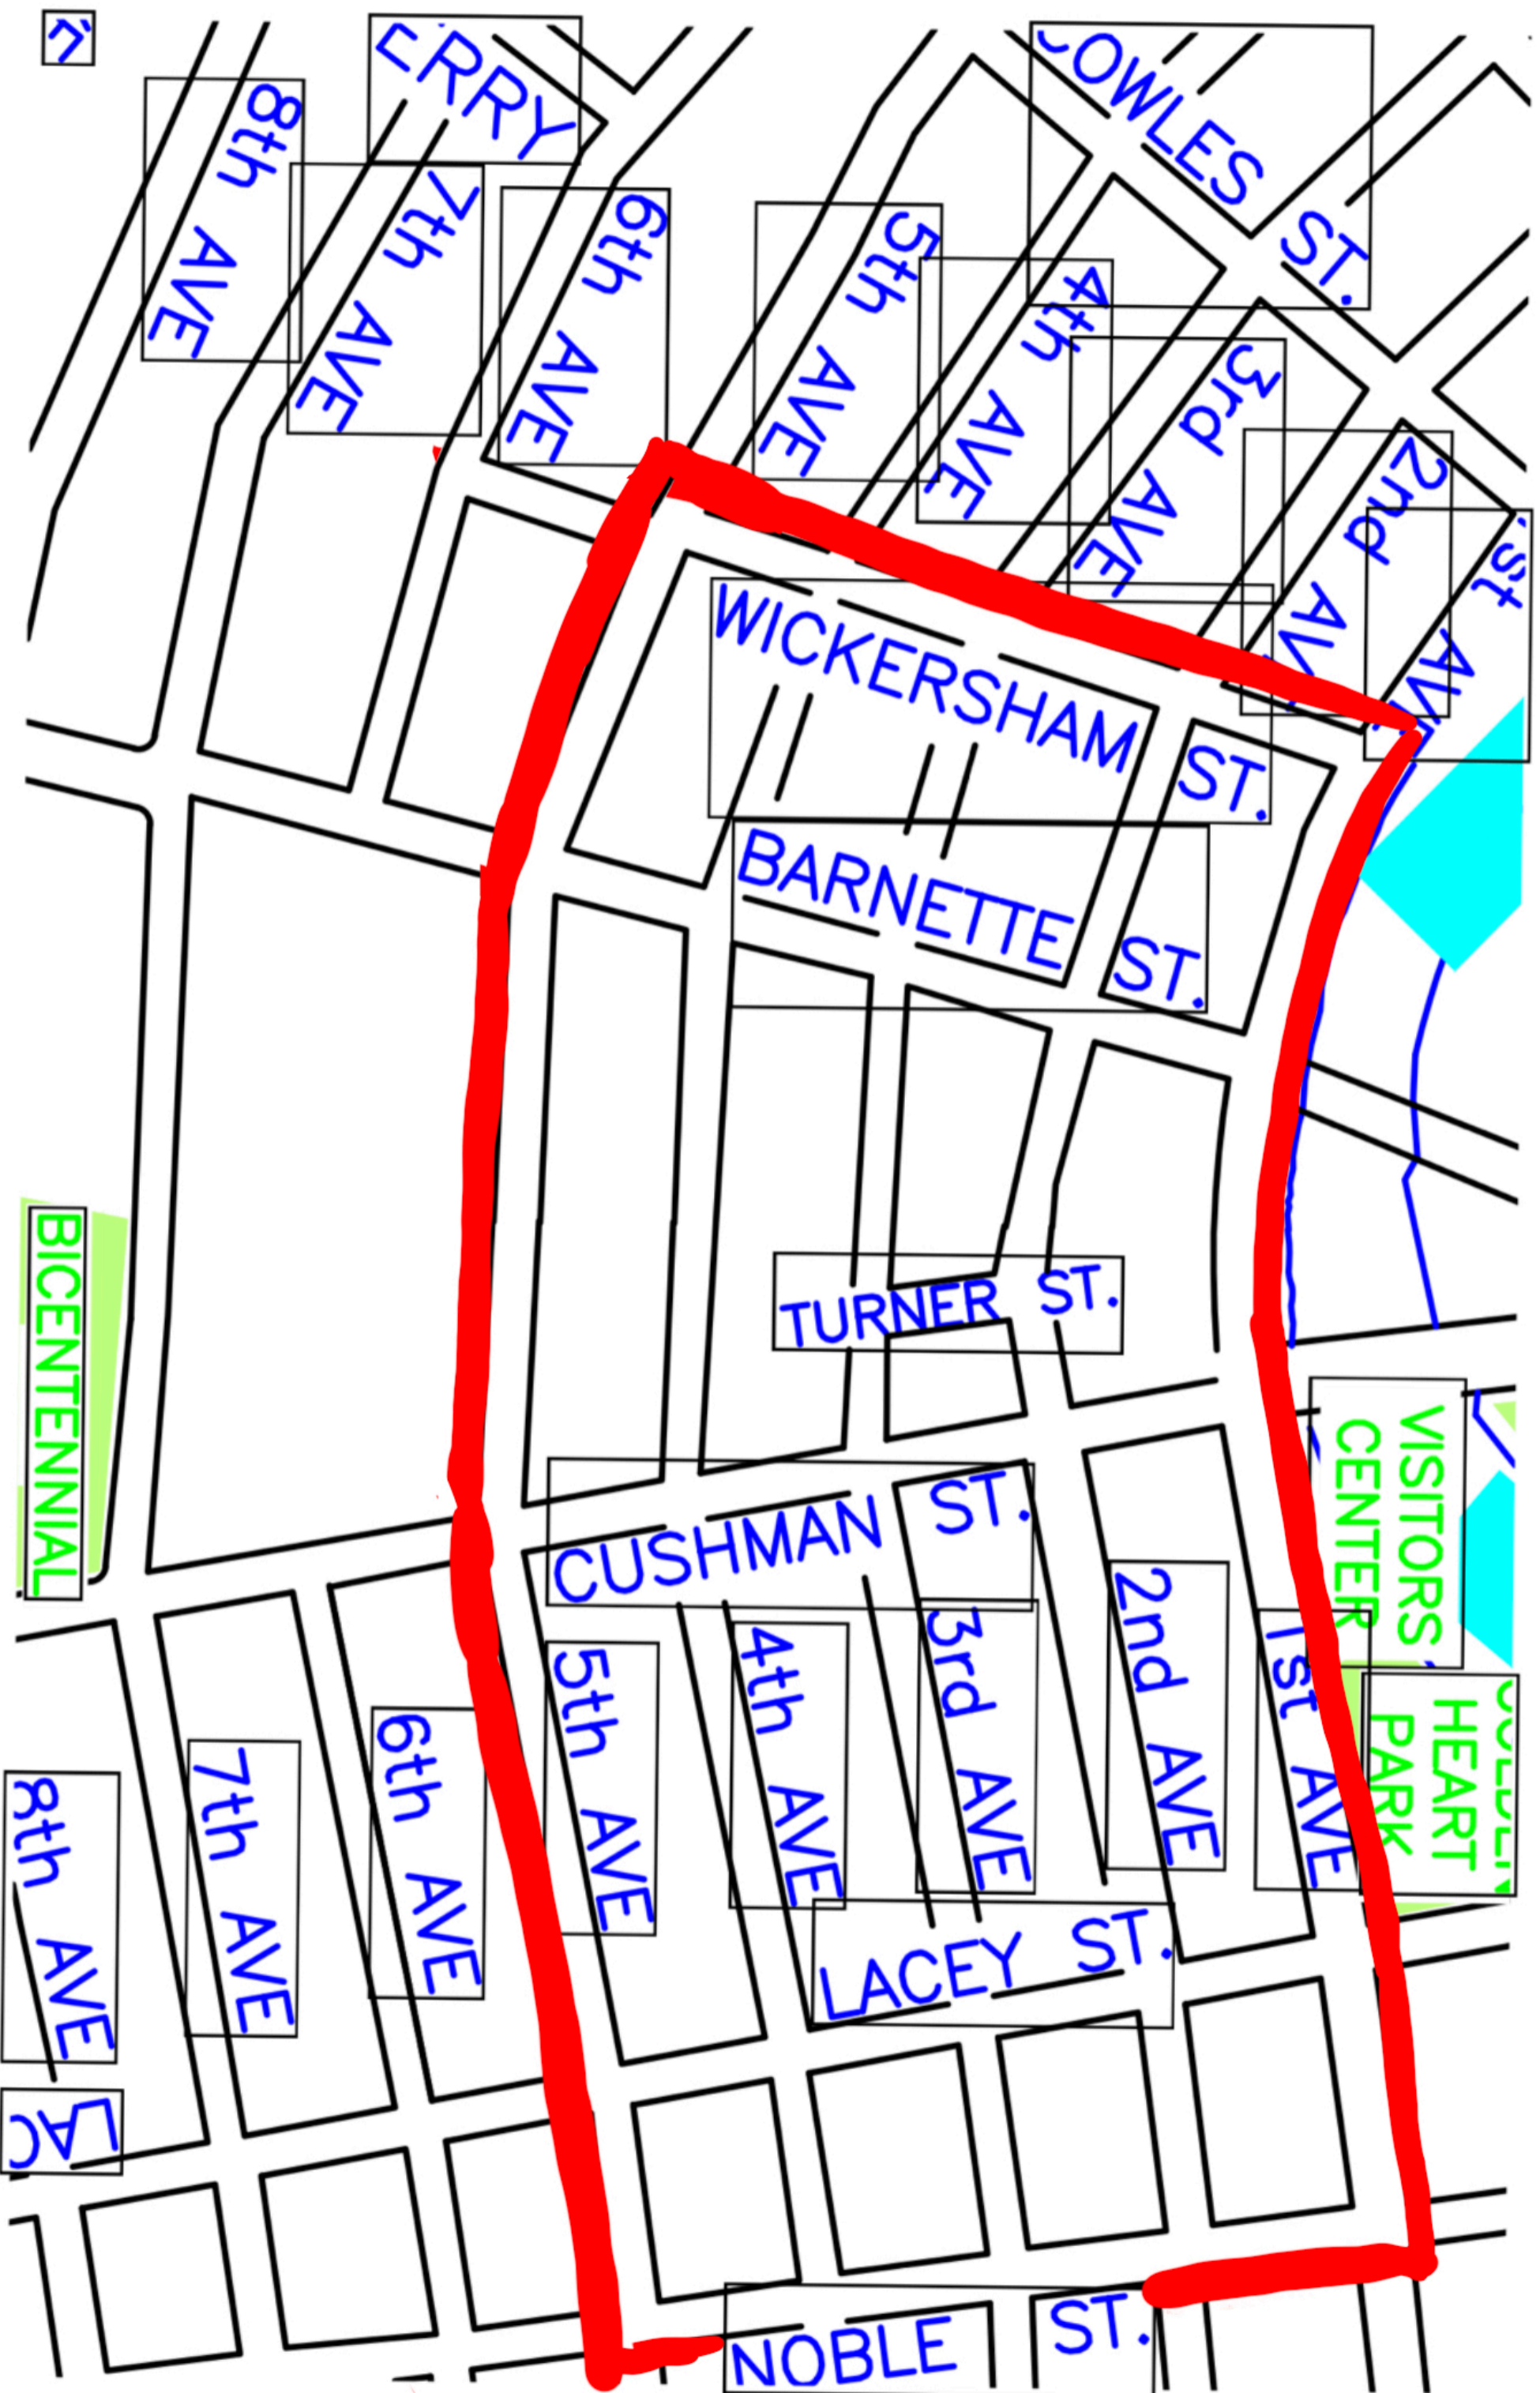 8th AVE
7th AVE
6th AVE
5th AVE
4th AVE
3rd AVE
2nd AVE
COWLES ST.
WICKERSHAM ST.
BARNETTE ST.
TURNER ST.
CUSHMAN ST.
BICENTENNIAL
VISITORS
CENTER
HEART
PARK
8th AVE
7th AVE
6th AVE
5th AVE
4th AVE
3rd AVE
2nd AVE
1st AVE
LACEY ST.
NOBLE ST.